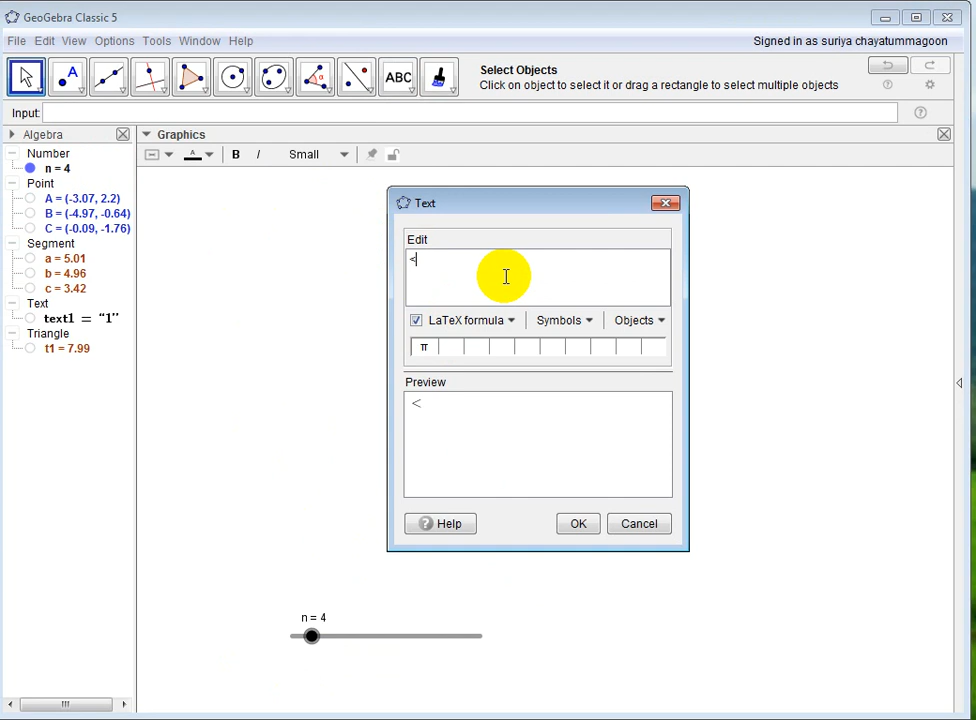 GeoGebra Classic 5
File Edit View Options Tools Window Help
Signed in as suriya chayatummagoon
ABC
Select Objects
Click on object to select it or drag a rectangle to select multiple objects
Input:
Algebra
Graphics
B I Small
Number
n = 4
Point
A = (-3.07, 2.2)
B = (-4.97, -0.64)
C = (-0.09, -1.76)
Segment
a = 5.01
b = 4.96
c = 3.42
Text
text1 = “1”
Triangle
t1 = 7.99
Text
Edit
<
LaTeX formula Symbols Objects
π
Preview
<
Help OK Cancel
n = 4